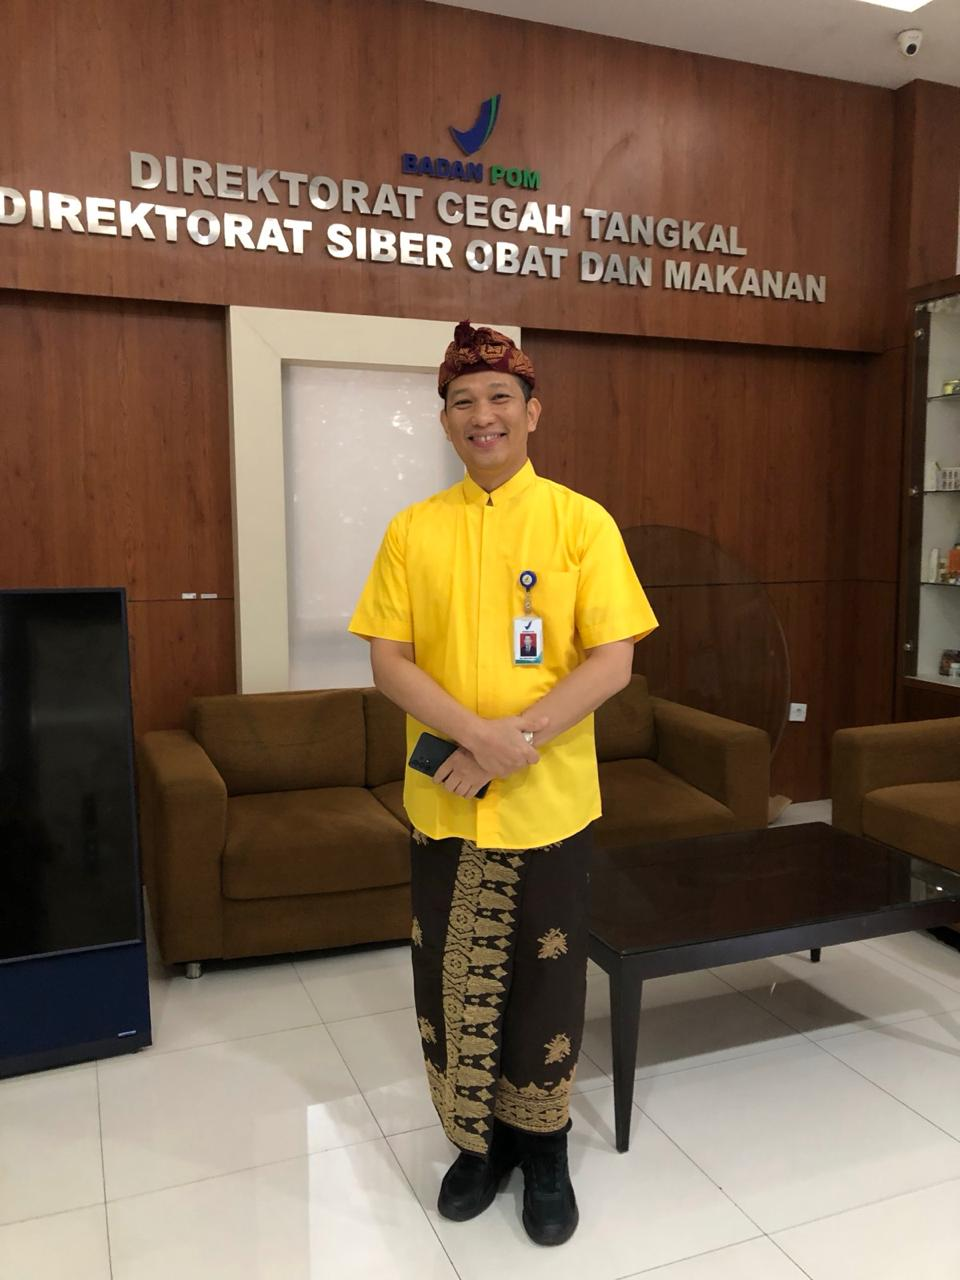 BADAN POM
DIREKTORAT CEGAH TANGKAL
DIREKTORAT SIBER OBAT DAN MAKANAN